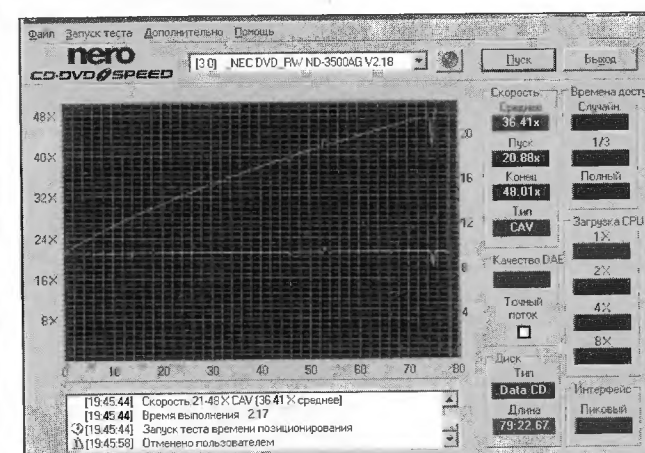 Файл Запуск теста Дополнительно Помощь
nero
CD-DVD SPEED
[3:0] _NEC DVD_RW ND-3500AG V2.18
Пуск
Выход
48X
40X
32X
24X
16X
8X
20
16
12
8
4
0 10 20 30 40 50 60 70 80
Скорость:
Среднее
36.41x
Пуск
20.88x
Конец
48.01x
Тип
CAV
Времена дост
Случайн.
1/3
Полный
Качество DAE
Точный
поток
Загрузка CPU
1X
2X
4X
8X
Диск
Тип
Data CD
Длина
79:22.67
Интерфейс
Пиковый
[19:45:44] Скорость 21-48 X CAV (36.41 X среднее)
[19:45:44] Время выполнения 2:17
[19:45:44] Запуск теста времени позиционирования
[19:45:58] Отменено пользователем